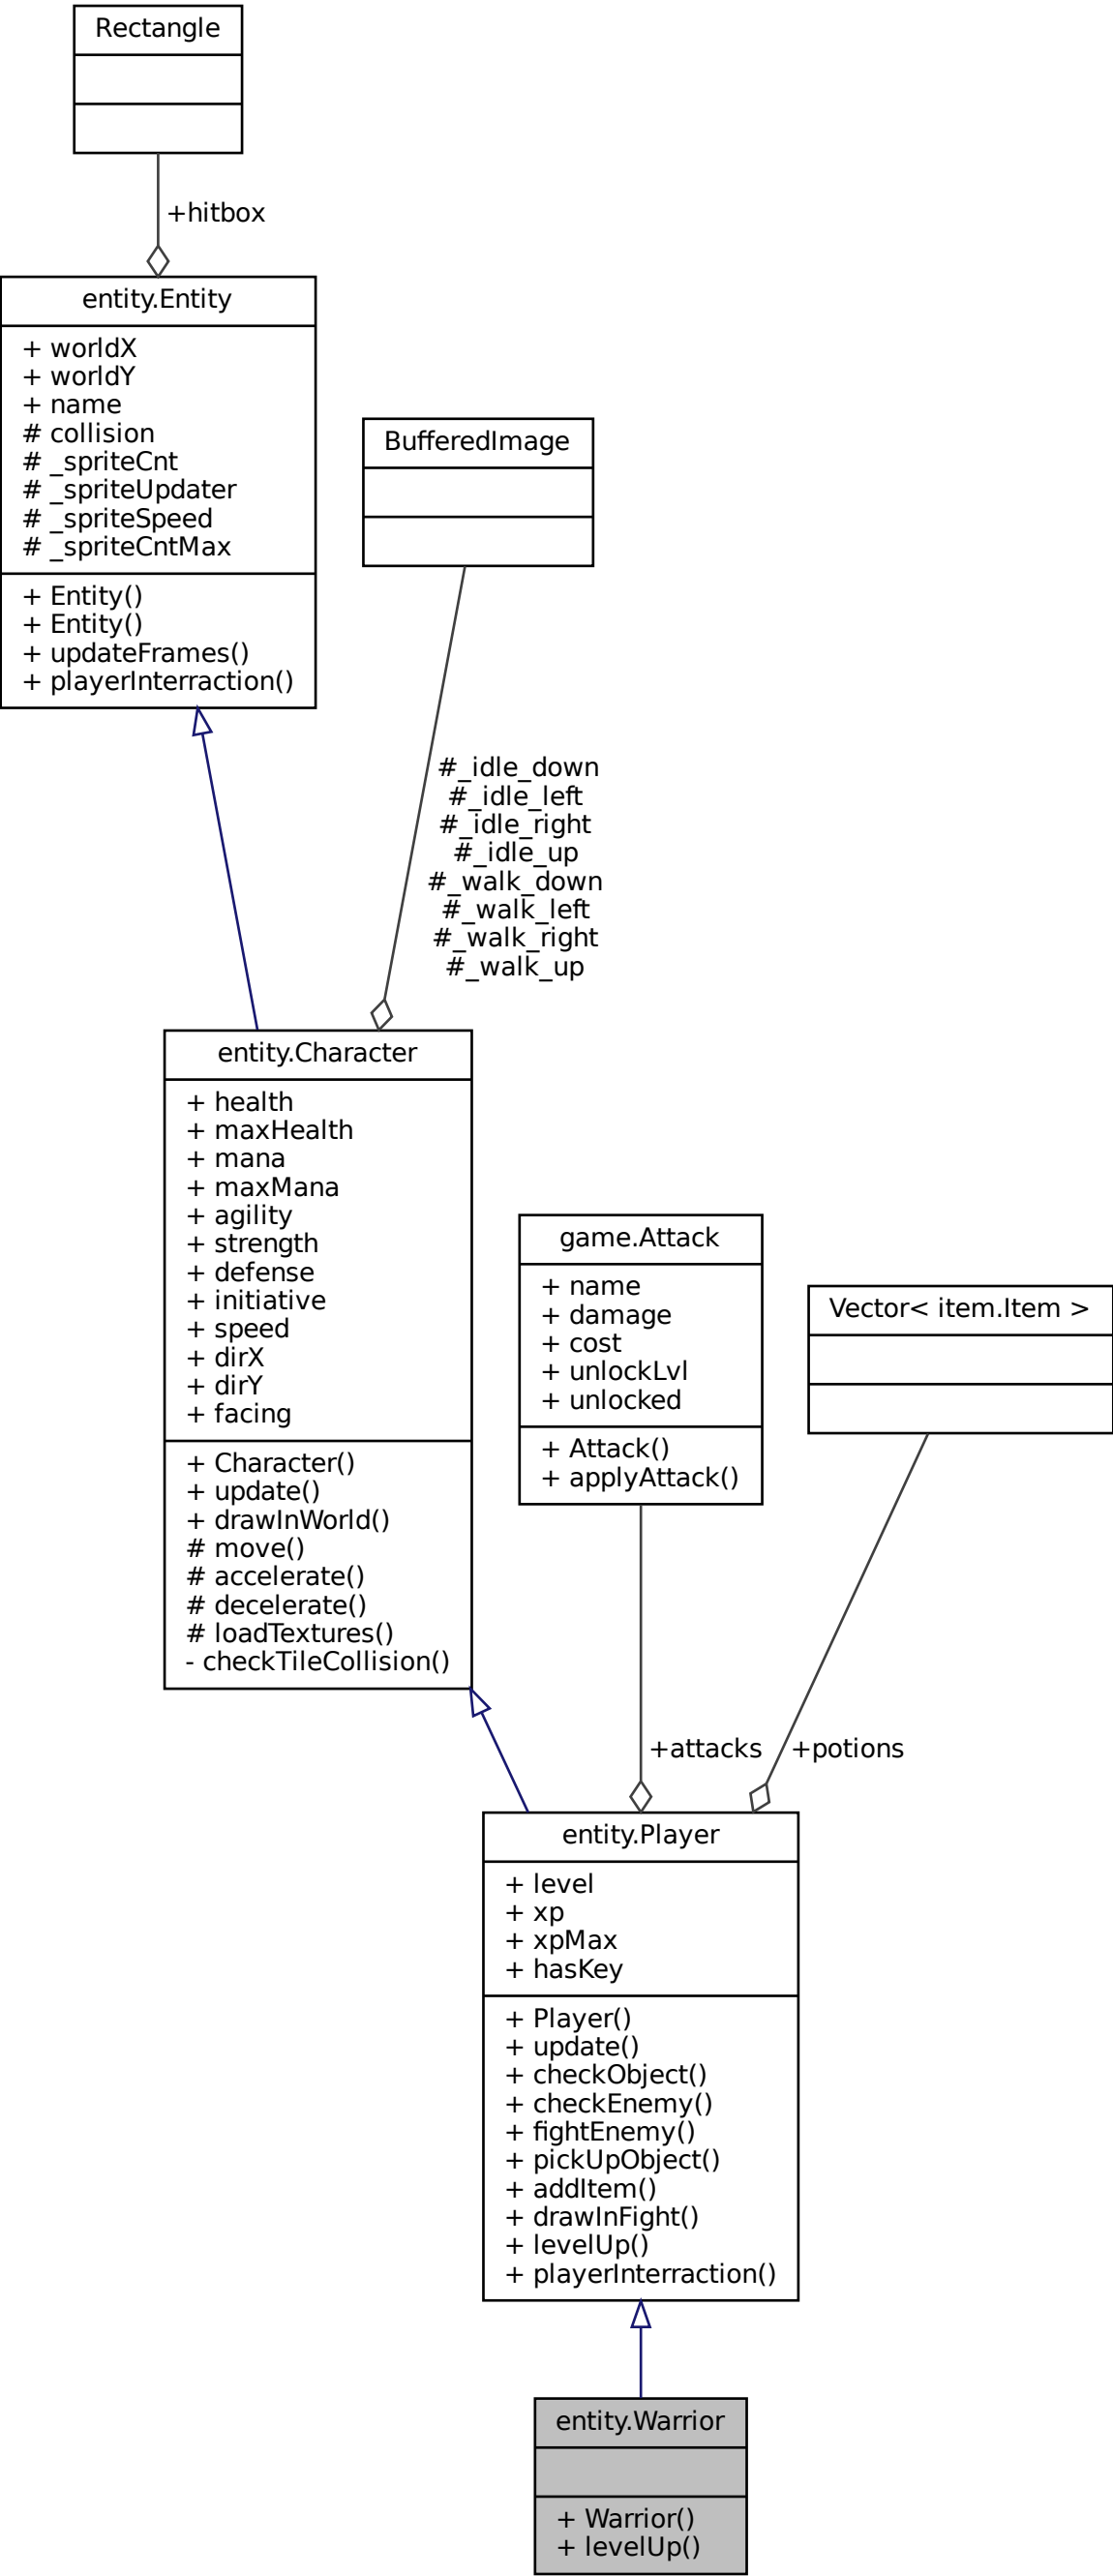 Rectangle
+hitbox
entity.Entity
+ worldX
+ worldY
+ name
# collision
# _spriteCnt
# _spriteUpdater
# _spriteSpeed
# _spriteCntMax
+ Entity()
+ Entity()
+ updateFrames()
+ playerInterraction()
BufferedImage
#_idle_down
#_idle_left
#_idle_right
#_idle_up
#_walk_down
#_walk_left
#_walk_right
#_walk_up
entity.Character
+ health
+ maxHealth
+ mana
+ maxMana
+ agility
+ strength
+ defense
+ initiative
+ speed
+ dirX
+ dirY
+ facing
+ Character()
+ update()
+ drawInWorld()
# move()
# accelerate()
# decelerate()
# loadTextures()
- checkTileCollision()
game.Attack
+ name
+ damage
+ cost
+ unlockLvl
+ unlocked
+ Attack()
+ applyAttack()
Vector< item.Item >
+attacks
+potions
entity.Player
+ level
+ xp
+ xpMax
+ hasKey
+ Player()
+ update()
+ checkObject()
+ checkEnemy()
+ fightEnemy()
+ pickUpObject()
+ addItem()
+ drawInFight()
+ levelUp()
+ playerInterraction()
entity.Warrior
+ Warrior()
+ levelUp()